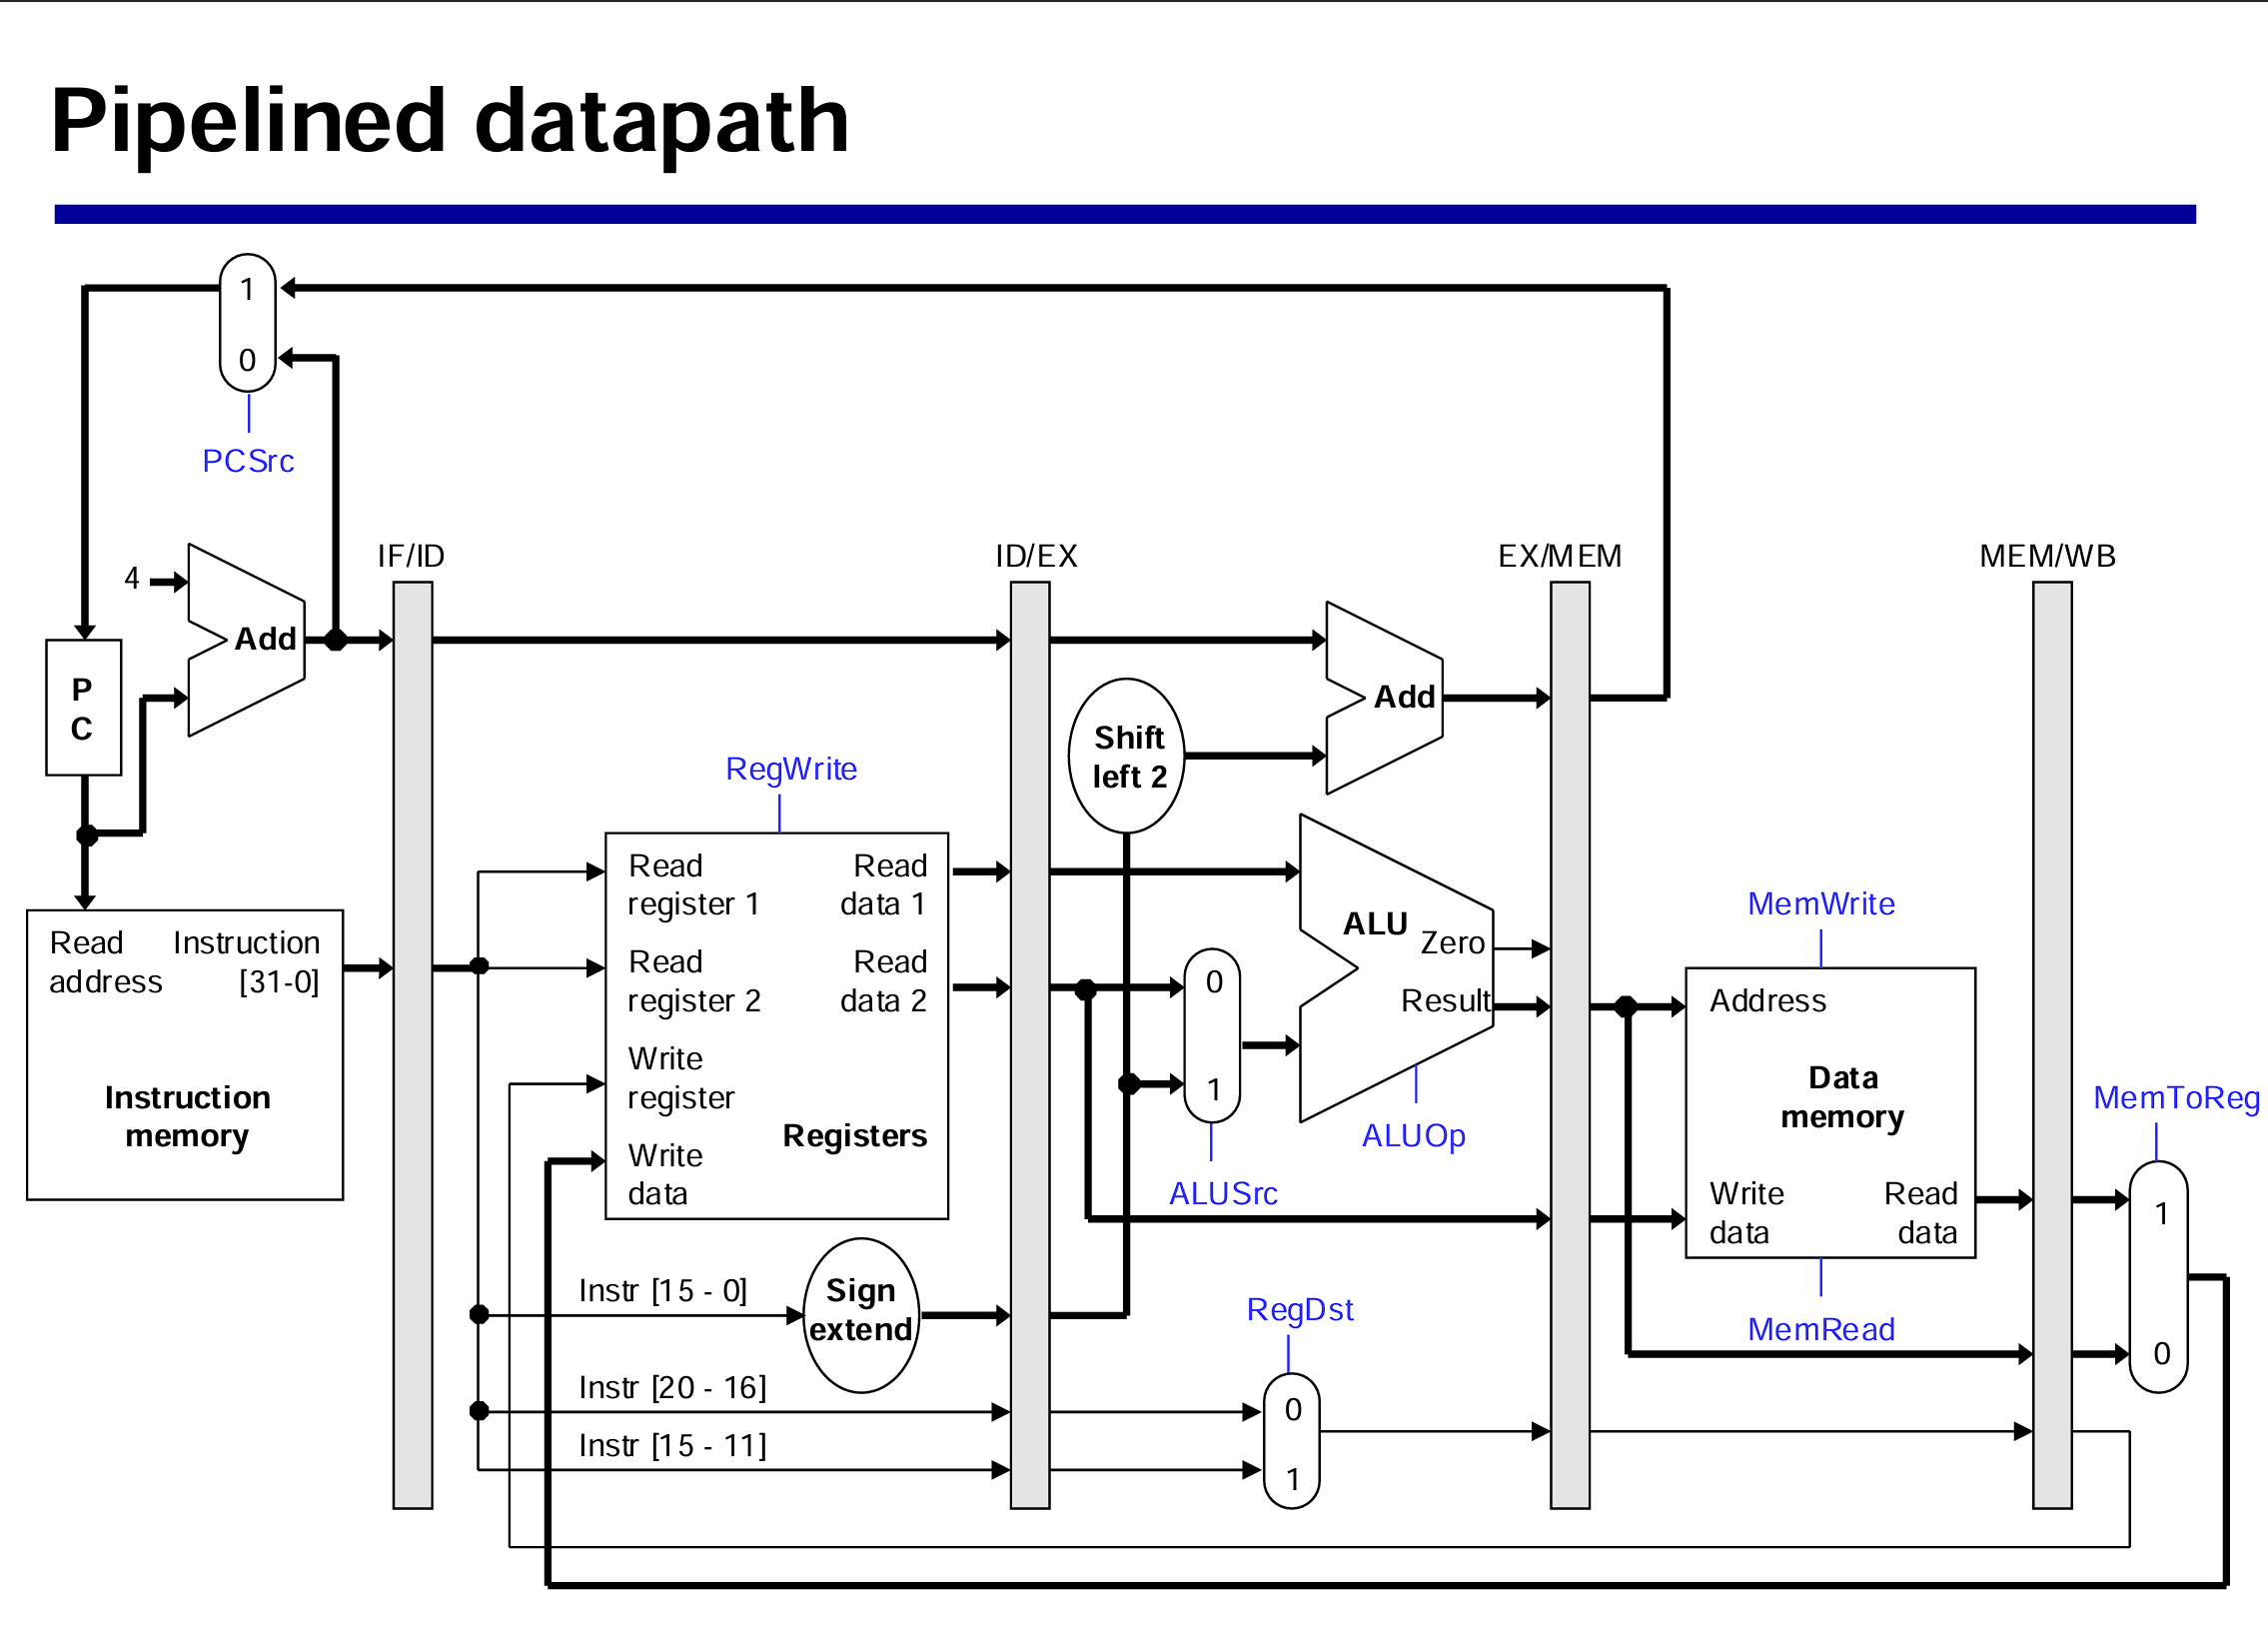 Pipelined datapath
1
0
PCSrc
4
Add
P
C
IF/ID
ID/EX
EX/MEM
MEM/WB
Shift
left 2
Add
RegWrite
Read
address
Instruction
[31-0]
Instruction
memory
Read
register 1
Read
data 1
Read
register 2
Read
data 2
Write
register
Write
data
Registers
0
1
ALUSrc
ALU
Zero
Result
ALUOp
MemWrite
Address
Data
memory
Write
data
Read
data
MemRead
MemToReg
1
0
Instr [15 - 0]
Sign
extend
Instr [20 - 16]
Instr [15 - 11]
RegDst
0
1